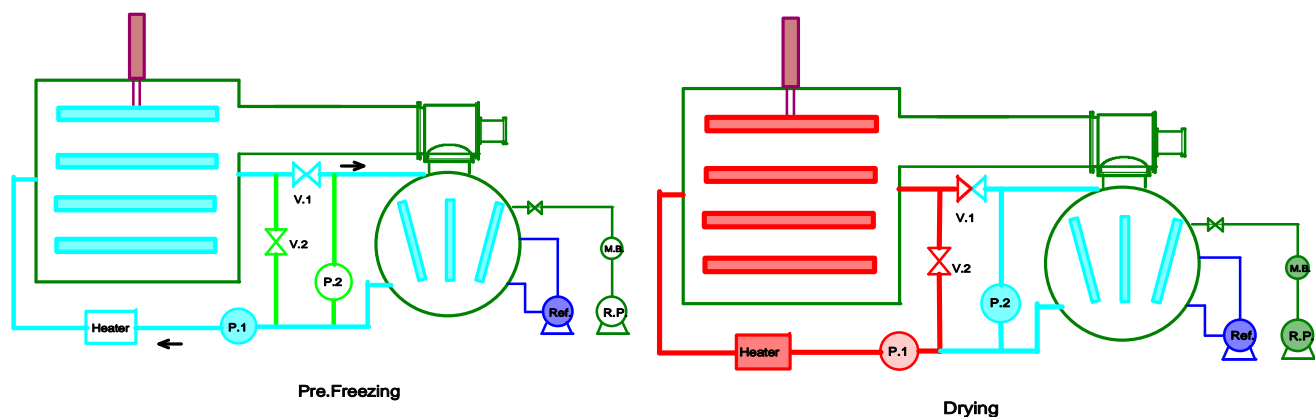 V.1
V.2
M.B.
P.2
Heater
P.1
Ref.
R.P.
Pre.Freezing
V.1
V.2
M.B.
P.2
Heater
P.1
Ref.
R.P.
Drying